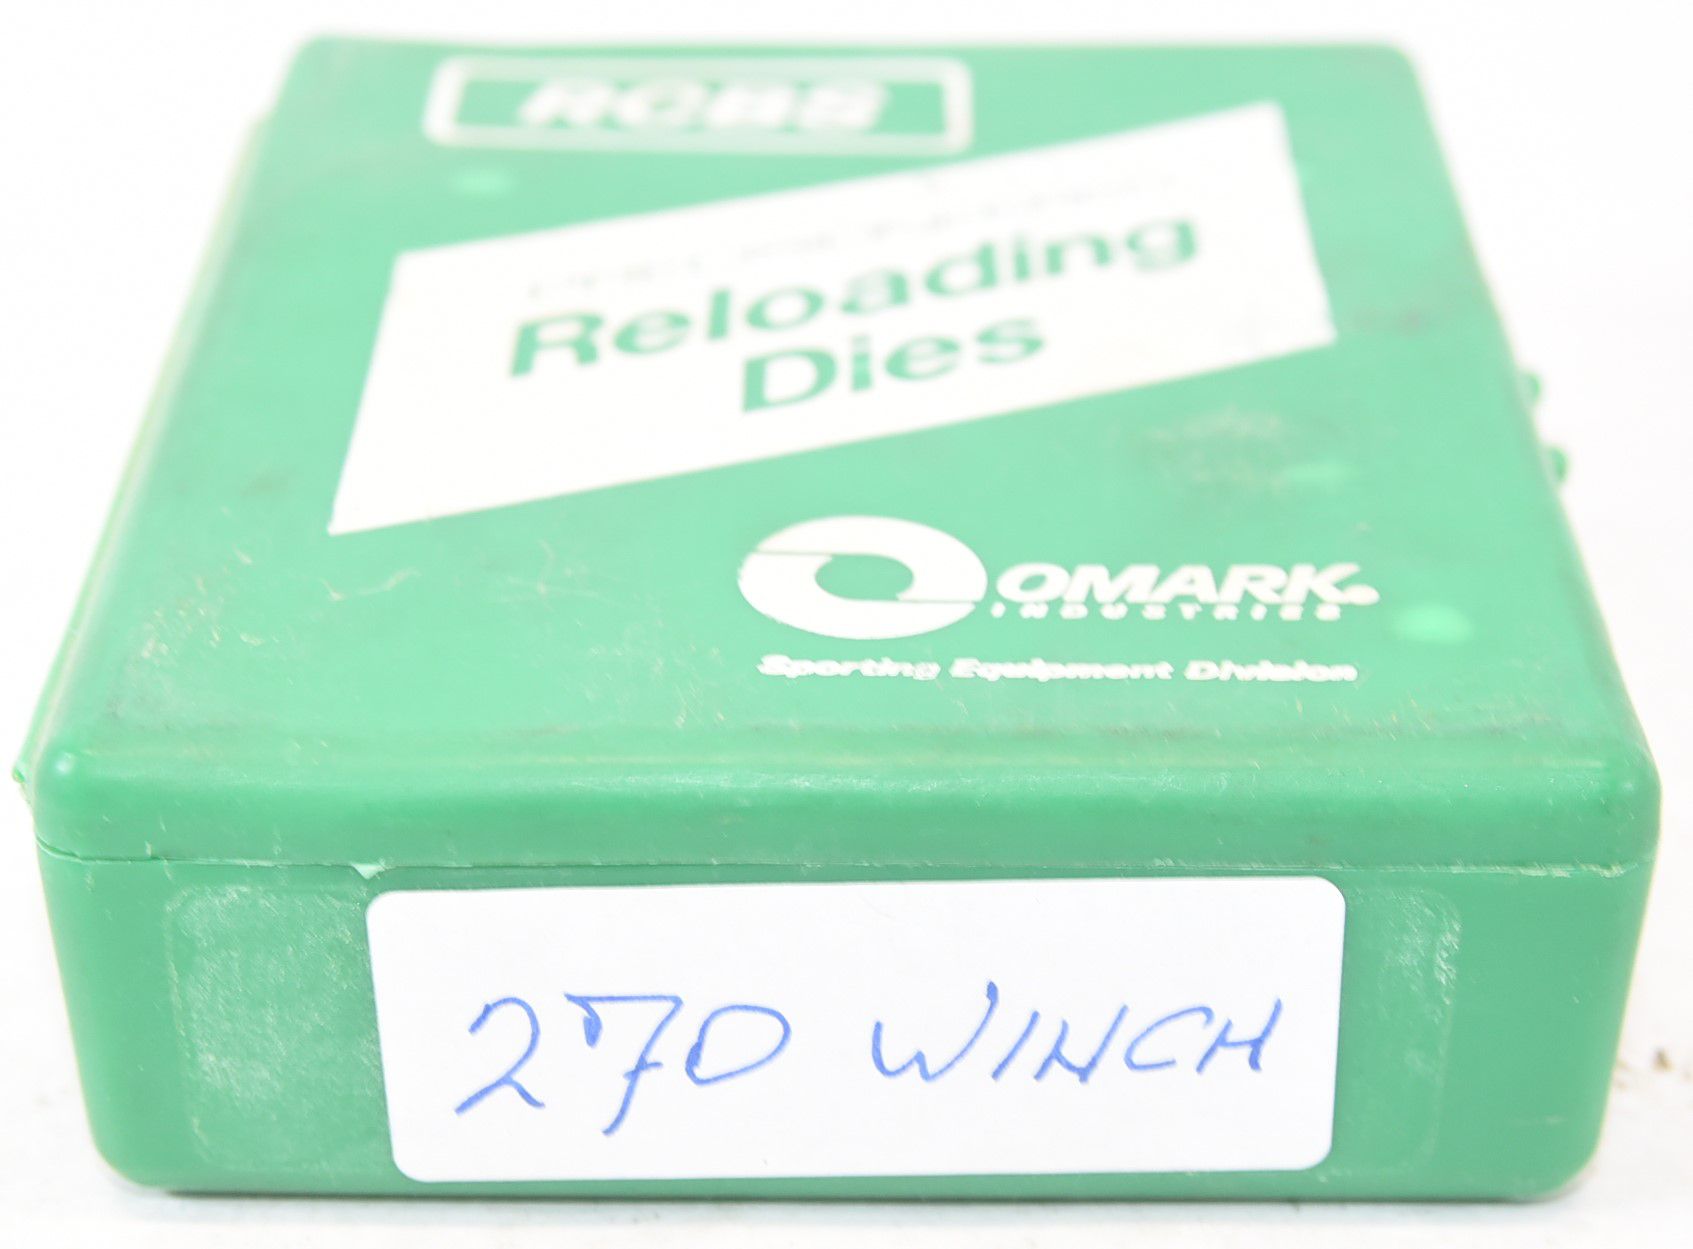 RCBS
Reloading
Dies
OMARK®
INDUSTRIES
Sporting Equipment Division
270 WINCH